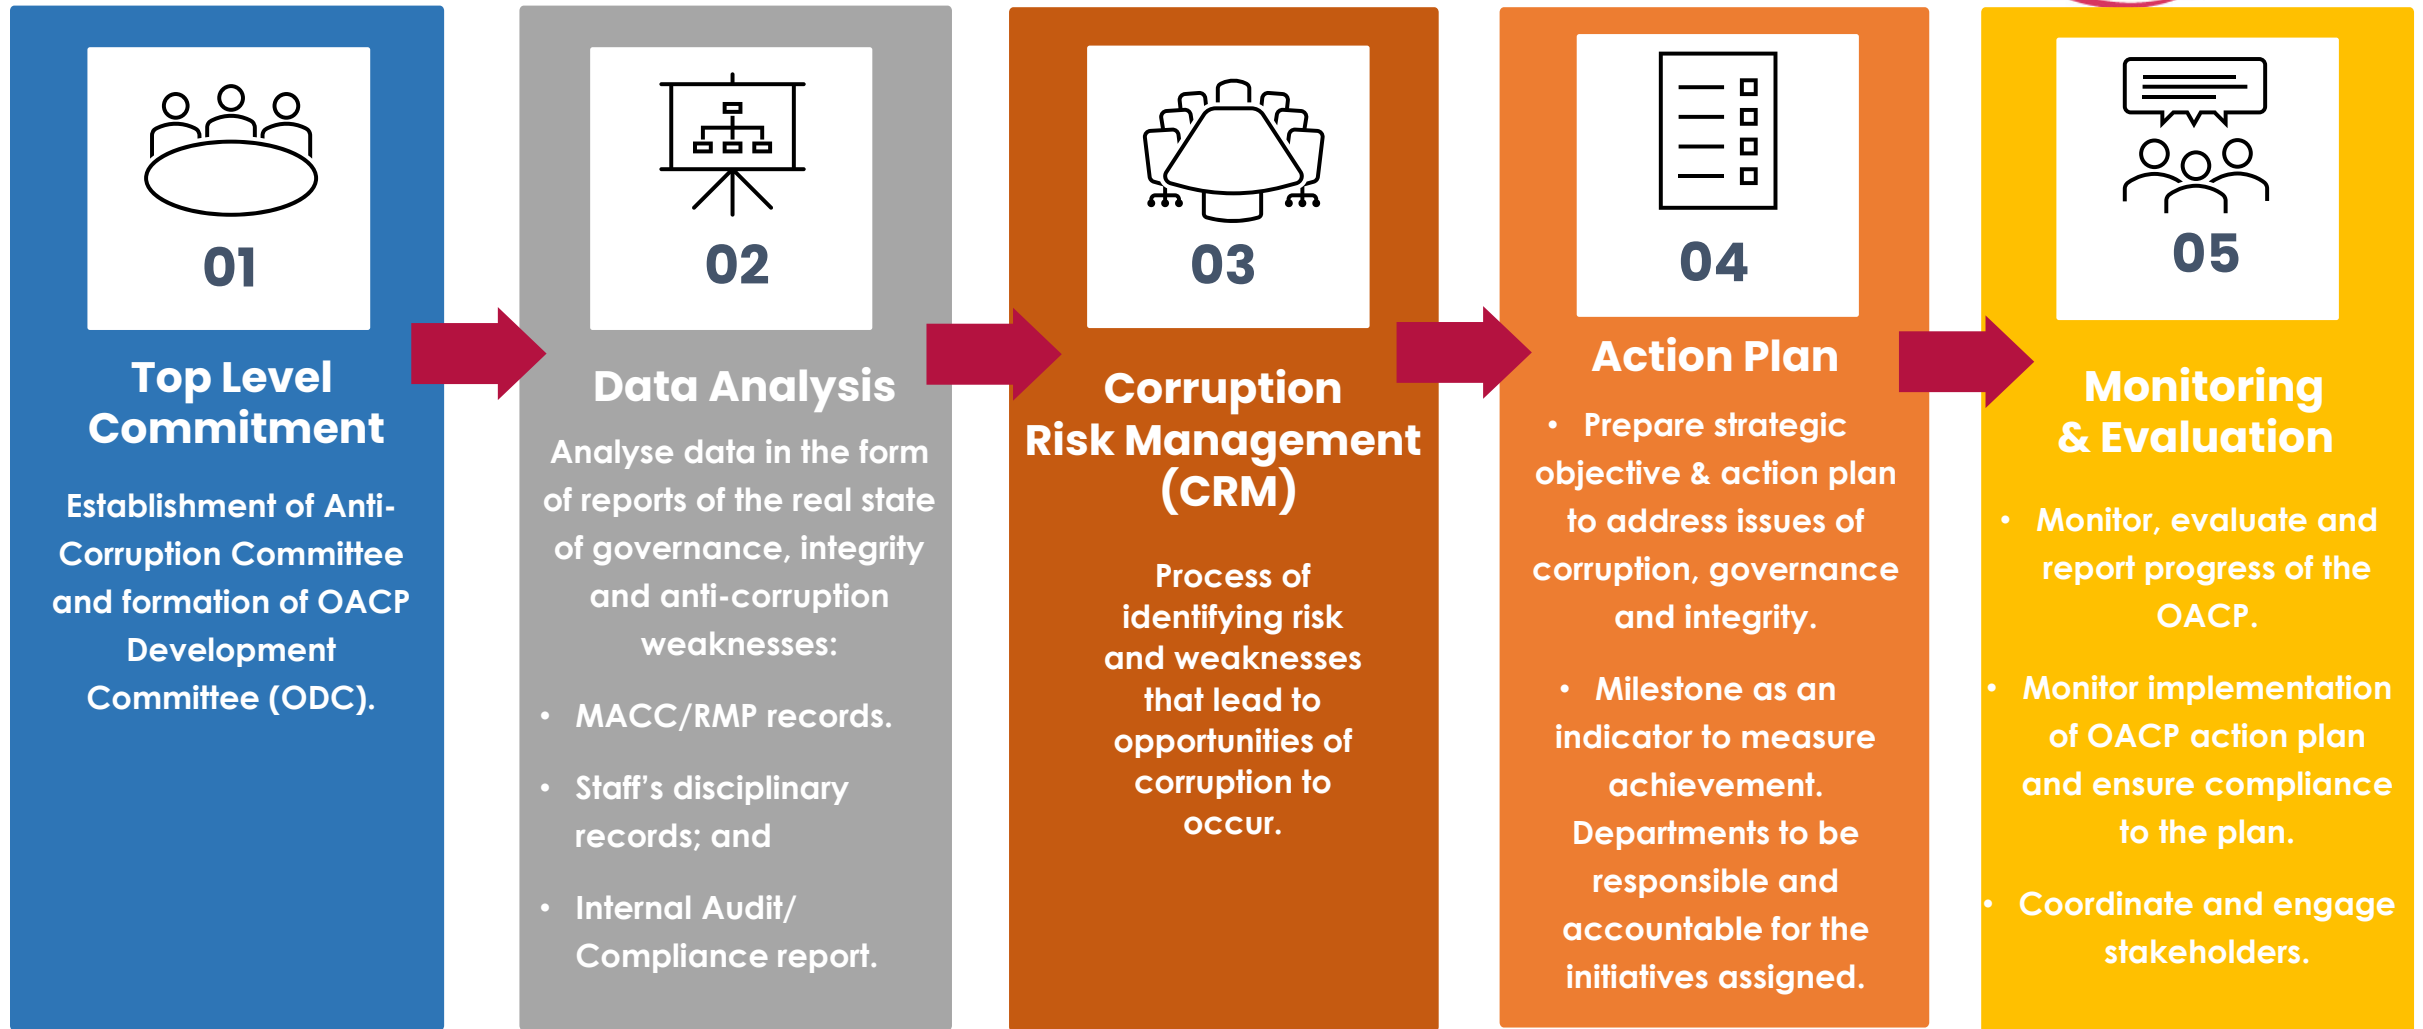 01
Top Level
Commitment
Establishment of Anti-
Corruption Committee
and formation of OACP
Development
Committee (ODC).
02
Data Analysis
Analyse data in the form
of reports of the real state
of governance, integrity
and anti-corruption
weaknesses:
• MACC/RMP records.
• Staff’s disciplinary
records; and
• Internal Audit/
Compliance report.
03
Corruption
Risk Management
(CRM)
Process of
identifying risk
and weaknesses
that lead to
opportunities of
corruption to
occur.
04
Action Plan
• Prepare strategic
objective & action plan
to address issues of
corruption, governance
and integrity.
• Milestone as an
indicator to measure
achievement.
Departments to be
responsible and
accountable for the
initiatives assigned.
05
Monitoring
& Evaluation
• Monitor, evaluate and
report progress of the
OACP.
• Monitor implementation
of OACP action plan
and ensure compliance
to the plan.
• Coordinate and engage
stakeholders.